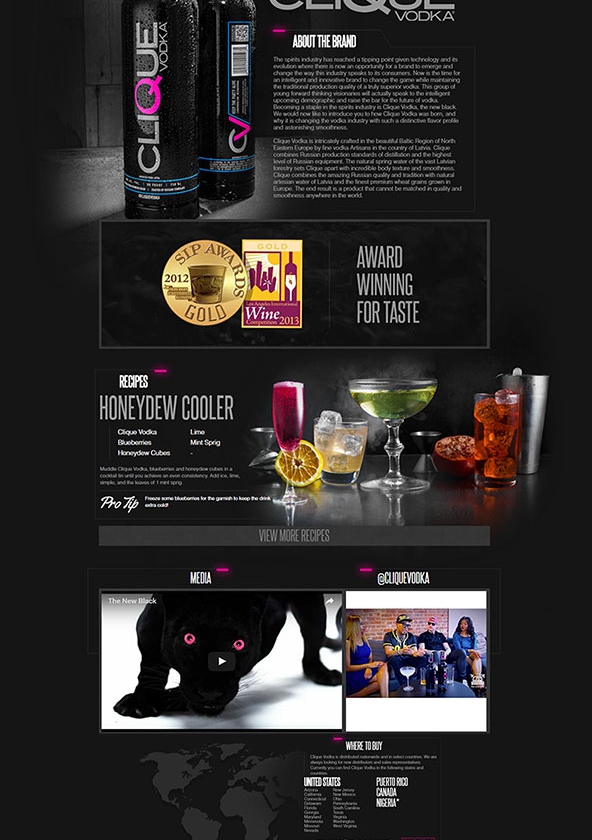 CLIQUE
VODKA
CLIQUE
VODKA
ABOUT THE BRAND
The spirits industry has reached a tipping point given technology and its
evolution where there is now an opportunity for a brand to emerge and
change the way this industry speaks to its consumers. Now is the time for
an intelligent and innovative brand to change the game while maintaining
the traditional production quality of a truly superior vodka. This group of
young forward thinking visionaries will actually speak to the intelligent
upcoming demographic and raise the bar for the future of vodka.
Becoming a staple in the spirits industry is Clique Vodka, the new black.
We would now like to introduce you to how Clique Vodka was born, and
why it is changing the vodka industry with such a distinctive flavor profile
and astonishing smoothness.
Clique Vodka is intricately crafted in the beautiful Baltic Region of North
Eastern Europe by fine vodka Artisans in the country of Latvia. Clique
combines Russian production standards of distillation and the highest
level of Russian equipment. The natural spring water of the vast Latvian
forestry sets Clique apart with incredible body texture and smoothness.
Clique combines the amazing Russian quality and tradition with natural
artesian water of Latvia and the finest premium wheat grains grown in
Europe. The end result is a product that cannot be matched in quality and
smoothness anywhere in the world.
SIP AWARDS
2012
GOLD
GOLD
Los Angeles International
Wine
Competition 2013
AWARD
WINNING
FOR TASTE
RECIPES
HONEYDEW COOLER
Clique Vodka Lime
Blueberries Mint Sprig
Honeydew Cubes -
Muddle Clique Vodka, blueberries and honeydew cubes in a
cocktail tin until you achieve an even consistency. Add ice, lime,
simple, and the leaves of 1 mint sprig.
Pro Tip
Freeze some blueberries for the garnish to keep the drink
extra cold!
VIEW MORE RECIPES
MEDIA
@CLIQUEVODKA
The New Black
WHERE TO BUY
Clique Vodka is distributed nationwide and in select countries. We are
always looking for new distributors and sales representatives.
Currently you can find Clique Vodka in the following states and
countries.
UNITED STATES
Arizona New Jersey
California New Mexico
Connecticut Ohio
Delaware Pennsylvania
Florida South Carolina
Georgia Texas
Maryland Virginia
Minnesota Washington
Missouri West Virginia
Nevada
PUERTO RICO
CANADA
NIGERIA*